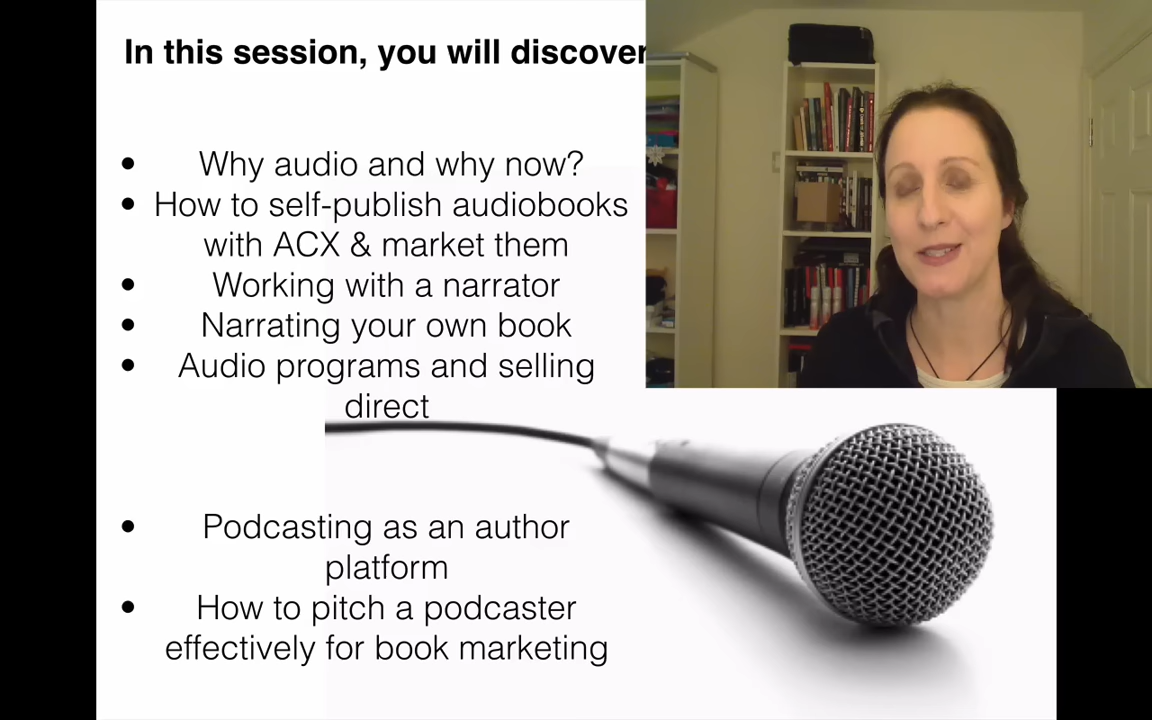 In this session, you will discover
• Why audio and why now?
• How to self-publish audiobooks
with ACX & market them
• Working with a narrator
• Narrating your own book
• Audio programs and selling
direct
• Podcasting as an author
platform
• How to pitch a podcaster
effectively for book marketing